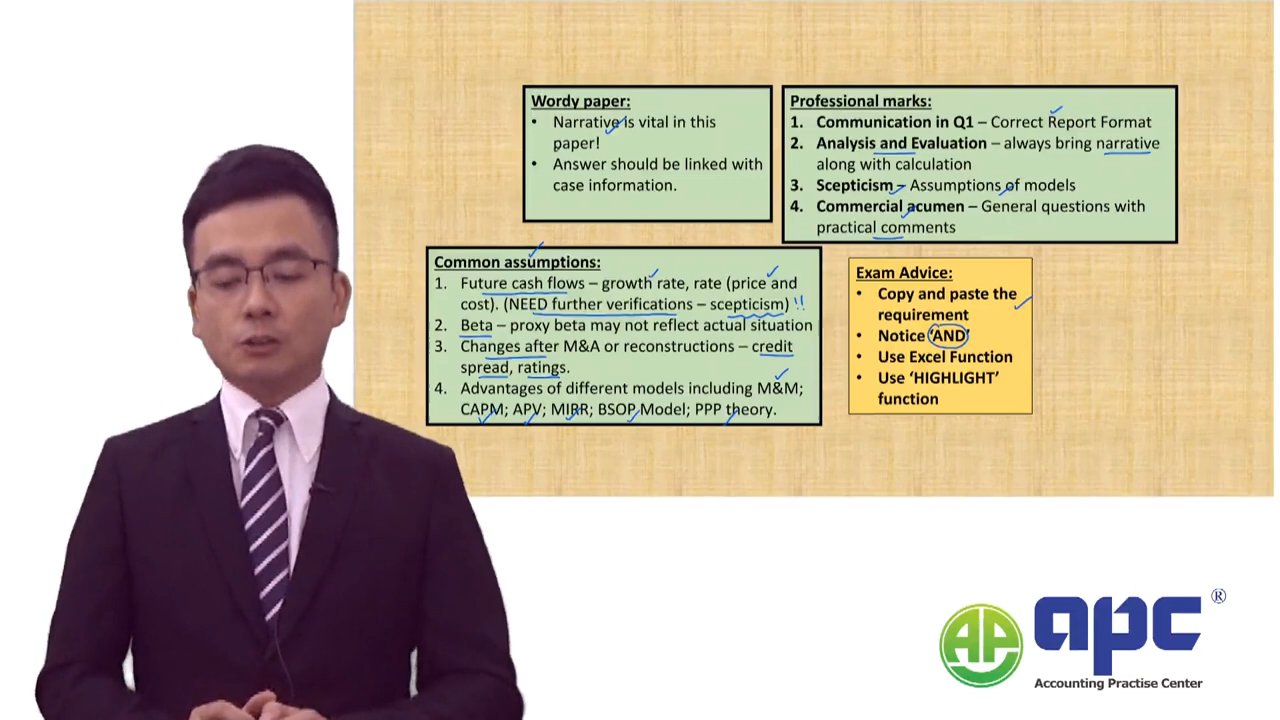 Wordy paper:
• Narrative is vital in this
paper!
• Answer should be linked with
case information.
Professional marks:
1. Communication in Q1 – Correct Report Format
2. Analysis and Evaluation – always bring narrative
along with calculation
3. Scepticism – Assumptions of models
4. Commercial acumen – General questions with
practical comments
Common assumptions:
1. Future cash flows – growth rate, rate (price and
cost). (NEED further verifications – scepticism) !!
2. Beta – proxy beta may not reflect actual situation
3. Changes after M&A or reconstructions – credit
spread, ratings.
4. Advantages of different models including M&M;
CAPM; APV; MIRR; BSOP Model; PPP theory.
Exam Advice:
• Copy and paste the
requirement
• Notice ‘AND’
• Use Excel Function
• Use ‘HIGHLIGHT’
function
AP
apc ®
Accounting Practise Center